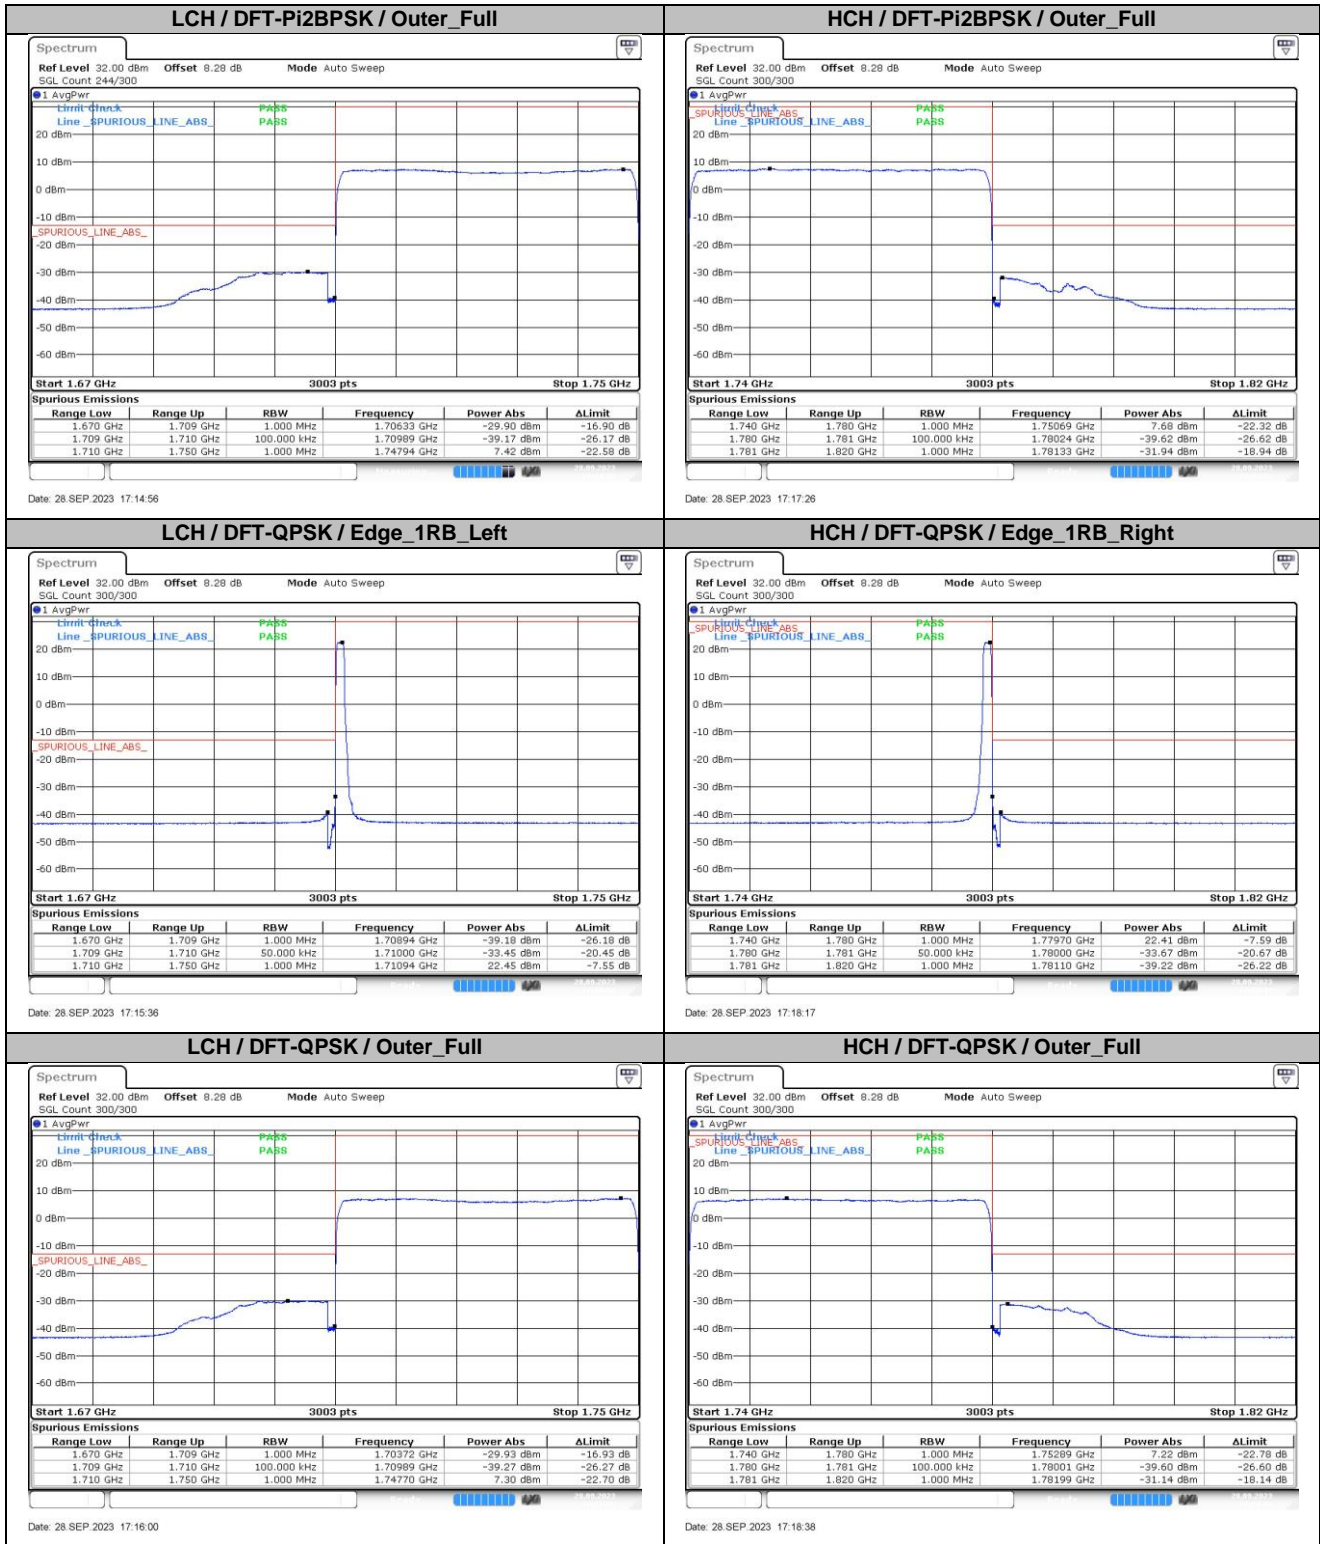 LCH / DFT-Pi2BPSK / Outer_Full
Spectrum
Ref Level 32.00 dBm Offset 8.28 dB Mode Auto Sweep
SGL Count 244/300
1 AvgPwr
Limit Check PASS
Line _SPURIOUS_LINE_ABS_ PASS
20 dBm
10 dBm
0 dBm
-10 dBm
_SPURIOUS_LINE_ABS_
-20 dBm
-30 dBm
-40 dBm
-50 dBm
-60 dBm
Start 1.67 GHz 3003 pts Stop 1.75 GHz
Spurious Emissions
Range Low Range Up RBW Frequency Power Abs ΔLimit
1.670 GHz 1.709 GHz 1.000 MHz 1.70633 GHz -29.90 dBm -16.90 dB
1.709 GHz 1.710 GHz 100.000 kHz 1.70989 GHz -39.17 dBm -26.17 dB
1.710 GHz 1.750 GHz 1.000 MHz 1.74794 GHz 7.42 dBm -22.58 dB
Date: 28.SEP.2023 17:14:56
HCH / DFT-Pi2BPSK / Outer_Full
Spectrum
Ref Level 32.00 dBm Offset 8.28 dB Mode Auto Sweep
SGL Count 300/300
1 AvgPwr
Limit Check PASS
_SPURIOUS_LINE_ABS_
Line _SPURIOUS_LINE_ABS_ PASS
20 dBm
10 dBm
0 dBm
-10 dBm
-20 dBm
-30 dBm
-40 dBm
-50 dBm
-60 dBm
Start 1.74 GHz 3003 pts Stop 1.82 GHz
Spurious Emissions
Range Low Range Up RBW Frequency Power Abs ΔLimit
1.740 GHz 1.780 GHz 1.000 MHz 1.75069 GHz 7.68 dBm -22.32 dB
1.780 GHz 1.781 GHz 100.000 kHz 1.78024 GHz -39.62 dBm -26.62 dB
1.781 GHz 1.820 GHz 1.000 MHz 1.78133 GHz -31.94 dBm -18.94 dB
Date: 28.SEP.2023 17:17:26
LCH / DFT-QPSK / Edge_1RB_Left
Spectrum
Ref Level 32.00 dBm Offset 8.28 dB Mode Auto Sweep
SGL Count 300/300
1 AvgPwr
Limit Check PASS
Line _SPURIOUS_LINE_ABS_ PASS
20 dBm
10 dBm
0 dBm
-10 dBm
_SPURIOUS_LINE_ABS_
-20 dBm
-30 dBm
-40 dBm
-50 dBm
-60 dBm
Start 1.67 GHz 3003 pts Stop 1.75 GHz
Spurious Emissions
Range Low Range Up RBW Frequency Power Abs ΔLimit
1.670 GHz 1.709 GHz 1.000 MHz 1.70894 GHz -39.18 dBm -26.18 dB
1.709 GHz 1.710 GHz 50.000 kHz 1.71000 GHz -33.45 dBm -20.45 dB
1.710 GHz 1.750 GHz 1.000 MHz 1.71094 GHz 22.45 dBm -7.55 dB
Date: 28.SEP.2023 17:15:36
HCH / DFT-QPSK / Edge_1RB_Right
Spectrum
Ref Level 32.00 dBm Offset 8.28 dB Mode Auto Sweep
SGL Count 300/300
1 AvgPwr
Limit Check PASS
_SPURIOUS_LINE_ABS_
Line _SPURIOUS_LINE_ABS_ PASS
20 dBm
10 dBm
0 dBm
-10 dBm
-20 dBm
-30 dBm
-40 dBm
-50 dBm
-60 dBm
Start 1.74 GHz 3003 pts Stop 1.82 GHz
Spurious Emissions
Range Low Range Up RBW Frequency Power Abs ΔLimit
1.740 GHz 1.780 GHz 1.000 MHz 1.77970 GHz 22.41 dBm -7.59 dB
1.780 GHz 1.781 GHz 50.000 kHz 1.78000 GHz -33.67 dBm -20.67 dB
1.781 GHz 1.820 GHz 1.000 MHz 1.78110 GHz -39.22 dBm -26.22 dB
Date: 28.SEP.2023 17:18:17
LCH / DFT-QPSK / Outer_Full
Spectrum
Ref Level 32.00 dBm Offset 8.28 dB Mode Auto Sweep
SGL Count 300/300
1 AvgPwr
Limit Check PASS
Line _SPURIOUS_LINE_ABS_ PASS
20 dBm
10 dBm
0 dBm
-10 dBm
_SPURIOUS_LINE_ABS_
-20 dBm
-30 dBm
-40 dBm
-50 dBm
-60 dBm
Start 1.67 GHz 3003 pts Stop 1.75 GHz
Spurious Emissions
Range Low Range Up RBW Frequency Power Abs ΔLimit
1.670 GHz 1.709 GHz 1.000 MHz 1.70372 GHz -29.93 dBm -16.93 dB
1.709 GHz 1.710 GHz 100.000 kHz 1.70989 GHz -39.27 dBm -26.27 dB
1.710 GHz 1.750 GHz 1.000 MHz 1.74770 GHz 7.30 dBm -22.70 dB
Date: 28.SEP.2023 17:16:00
HCH / DFT-QPSK / Outer_Full
Spectrum
Ref Level 32.00 dBm Offset 8.28 dB Mode Auto Sweep
SGL Count 300/300
1 AvgPwr
Limit Check PASS
_SPURIOUS_LINE_ABS_
Line _SPURIOUS_LINE_ABS_ PASS
20 dBm
10 dBm
0 dBm
-10 dBm
-20 dBm
-30 dBm
-40 dBm
-50 dBm
-60 dBm
Start 1.74 GHz 3003 pts Stop 1.82 GHz
Spurious Emissions
Range Low Range Up RBW Frequency Power Abs ΔLimit
1.740 GHz 1.780 GHz 1.000 MHz 1.75289 GHz 7.22 dBm -22.78 dB
1.780 GHz 1.781 GHz 100.000 kHz 1.78001 GHz -39.60 dBm -26.60 dB
1.781 GHz 1.820 GHz 1.000 MHz 1.78199 GHz -31.14 dBm -18.14 dB
Date: 28.SEP.2023 17:18:38